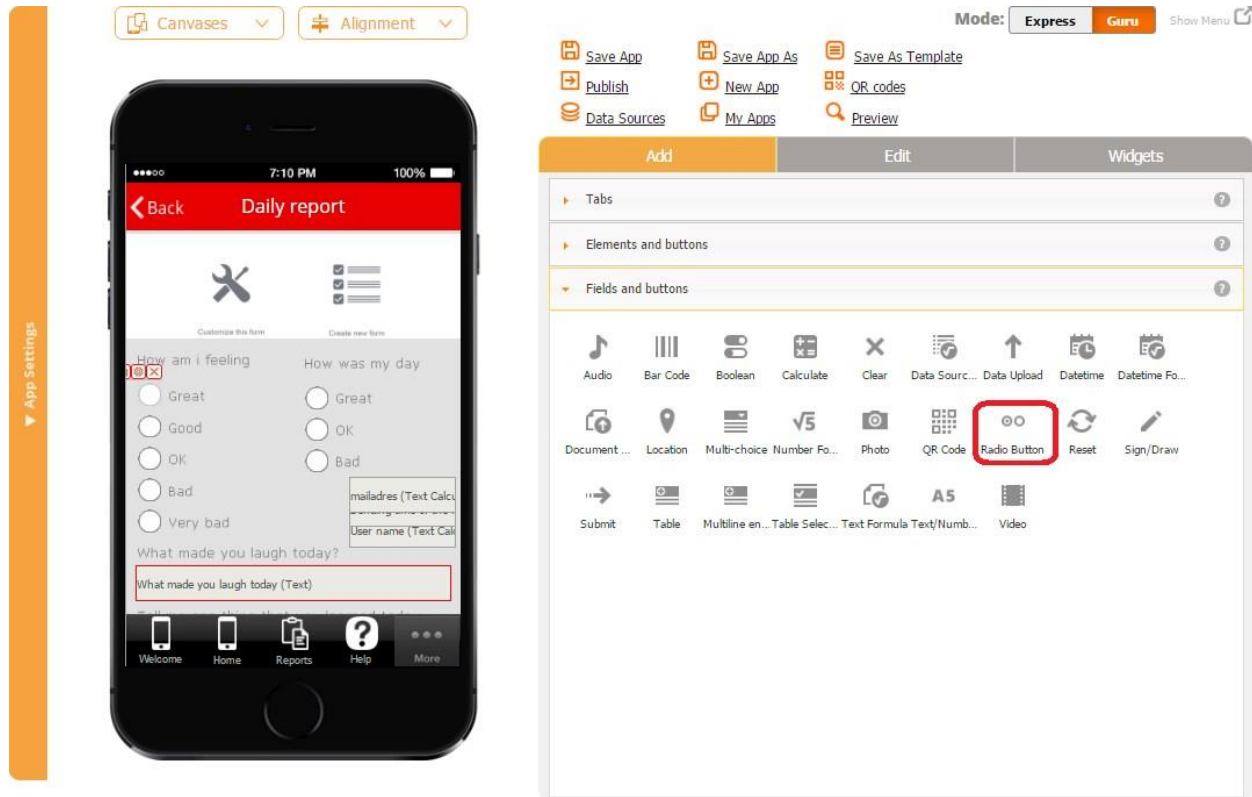 Canvases
Alignment
Mode: Express Guru Show Menu
Save App Save App As Save As Template
Publish New App QR codes
Data Sources My Apps Preview
Add Edit Widgets
Tabs
Elements and buttons
Fields and buttons
Audio Bar Code Boolean Calculate Clear Data Sourc... Data Upload Datetime Datetime Fo...
Document ... Location Multi-choice Number Fo... Photo QR Code Radio Button Reset Sign/Draw
Submit Table Multiline en... Table Selec... Text Formula Text/Numb... Video
App Settings
7:10 PM 100%
Back Daily report
Customize this form Create new form
How am i feeling How was my day
Great Great
Good OK
OK Bad
Bad
Very bad
mailadres (Text Calcu
User name (Text Calc
What made you laugh today?
What made you laugh today (Text)
Welcome Home Reports Help More